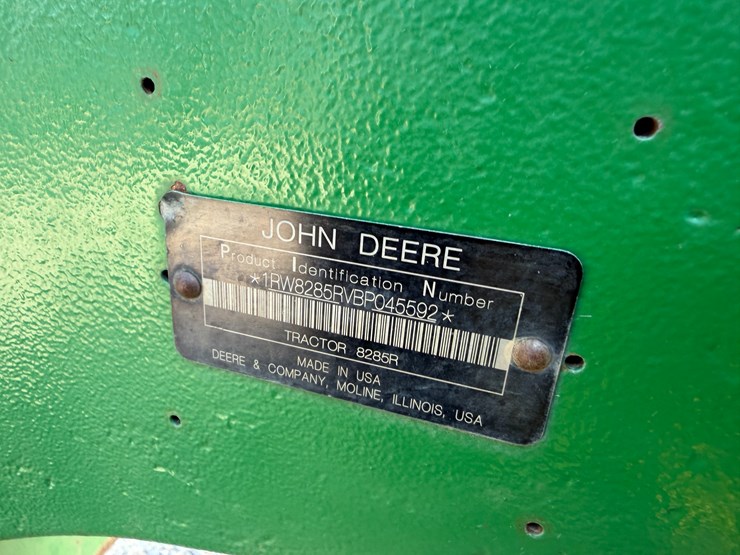 JOHN DEERE
Product Identification Number
*1RW8285RVBP045592*
TRACTOR 8285R
MADE IN USA
DEERE & COMPANY, MOLINE, ILLINOIS, USA